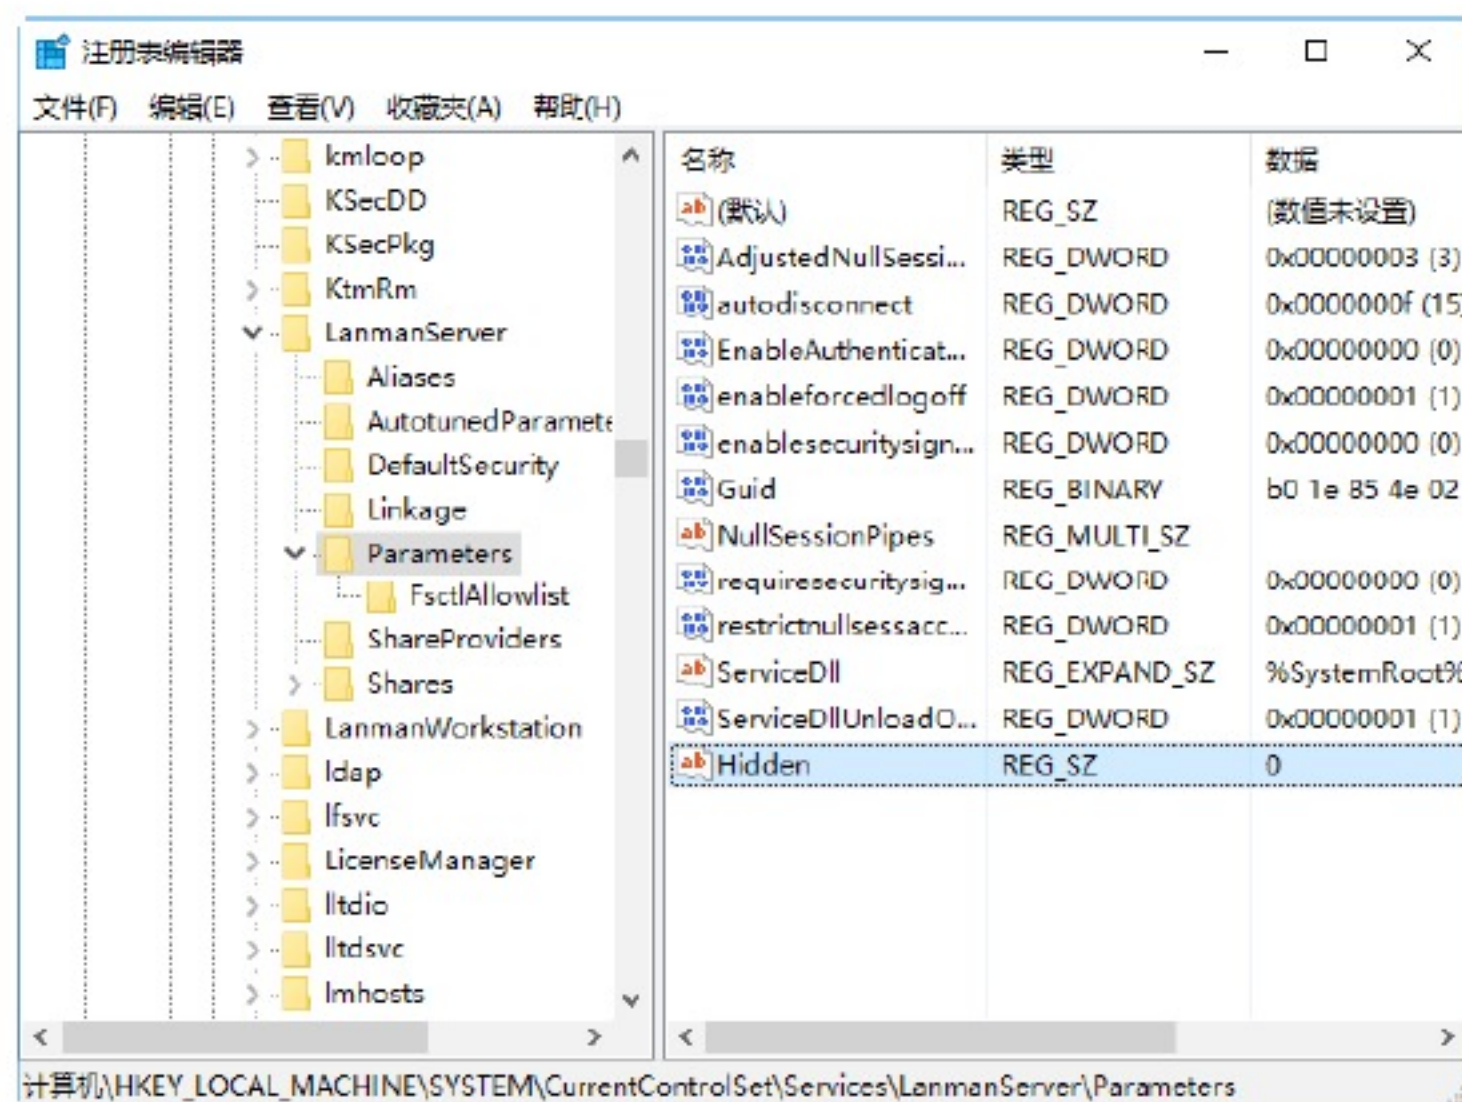 注册表编辑器
文件(F) 编辑(E) 查看(V) 收藏夹(A) 帮助(H)
kmloop
KSecDD
KSecPkg
KtmRm
LanmanServer
Aliases
AutotunedParamete
DefaultSecurity
Linkage
Parameters
FsctlAllowlist
ShareProviders
Shares
LanmanWorkstation
ldap
lfsvc
LicenseManager
lltdio
lltdsvc
lmhosts
名称 类型 数据
(默认) REG_SZ (数值未设置)
AdjustedNullSessi... REG_DWORD 0x00000003 (3)
autodisconnect REG_DWORD 0x0000000f (15)
EnableAuthenticat... REG_DWORD 0x00000000 (0)
enableforcedlogoff REG_DWORD 0x00000001 (1)
enablesecuritysign... REG_DWORD 0x00000000 (0)
Guid REG_BINARY b0 1e 85 4e 02
NullSessionPipes REG_MULTI_SZ
requiresecuritysig... REG_DWORD 0x00000000 (0)
restrictnullsessacc... REG_DWORD 0x00000001 (1)
ServiceDll REG_EXPAND_SZ %SystemRoot%
ServiceDllUnloadO... REG_DWORD 0x00000001 (1)
Hidden REG_SZ 0
计算机\HKEY_LOCAL_MACHINE\SYSTEM\CurrentControlSet\Services\LanmanServer\Parameters